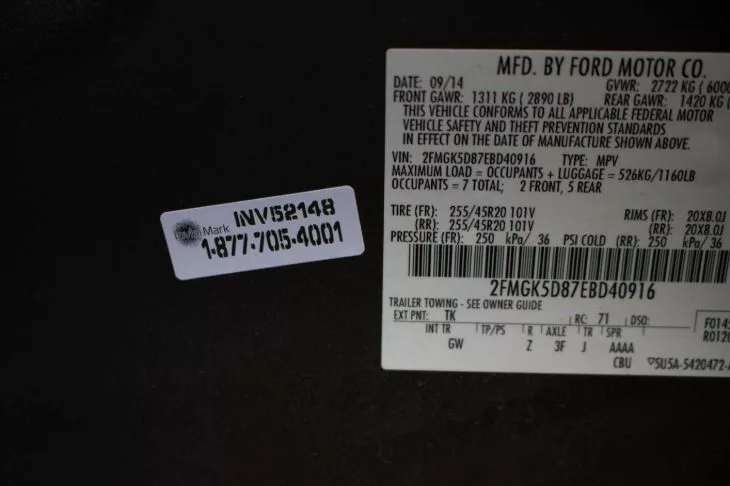 INV52148
Mark
1-877-705-4001
MFD. BY FORD MOTOR CO.
DATE: 09/14
GVWR: 2722 KG ( 6000
FRONT GAWR: 1311 KG ( 2890 LB)
REAR GAWR: 1420 KG (
THIS VEHICLE CONFORMS TO ALL APPLICABLE FEDERAL MOTOR
VEHICLE SAFETY AND THEFT PREVENTION STANDARDS
IN EFFECT ON THE DATE OF MANUFACTURE SHOWN ABOVE.
VIN: 2FMGK5D87EBD40916 TYPE: MPV
MAXIMUM LOAD = OCCUPANTS + LUGGAGE = 526KG/1160LB
OCCUPANTS = 7 TOTAL; 2 FRONT, 5 REAR
TIRE (FR): 255/45R20 101V RIMS (FR): 20X8.0J
(RR): 255/45R20 101V (RR): 20X8.0J
PRESSURE (FR): 250 kPa/ 36 PSI COLD (RR): 250 kPa/ 36
2FMGK5D87EBD40916
TRAILER TOWING - SEE OWNER GUIDE
EXT PNT: TK RC: 71 DSO:
INT TR TP/PS R AXLE TR SPR
GW Z 3F J AAAA
F014
R0120
CBU ▽5U5A-5420472-